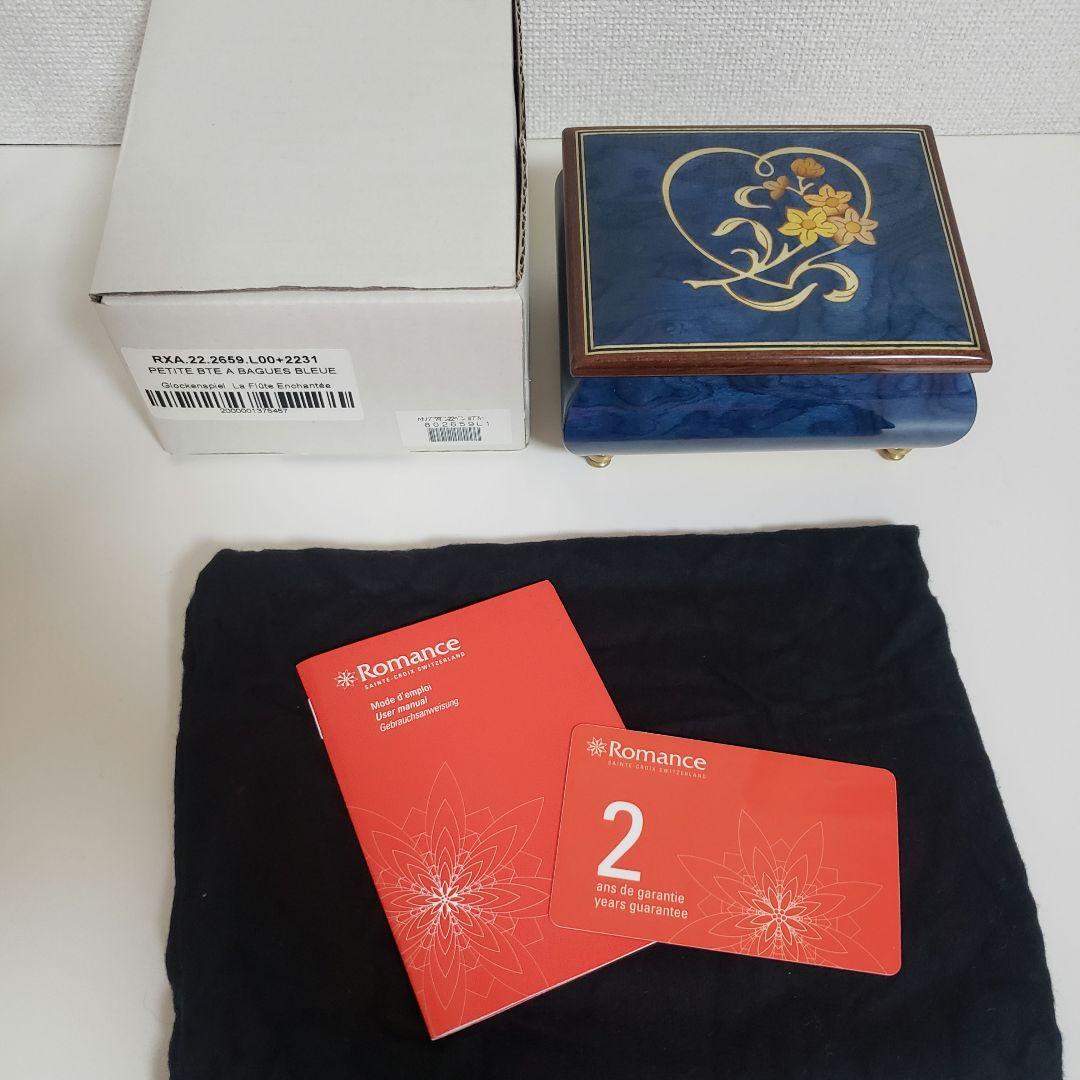 RXA.22.2659.L00+2231
PETITE BTE A BAGUES BLEUE
Glockenspiel La Flûte Enchantée
2000001375457
802659L1
Romance
SAINTE-CROIX SWITZERLAND
Mode d'emploi
User manual
Gebrauchsanweisung
Romance
SAINTE-CROIX SWITZERLAND
2
ans de garantie
years guarantee